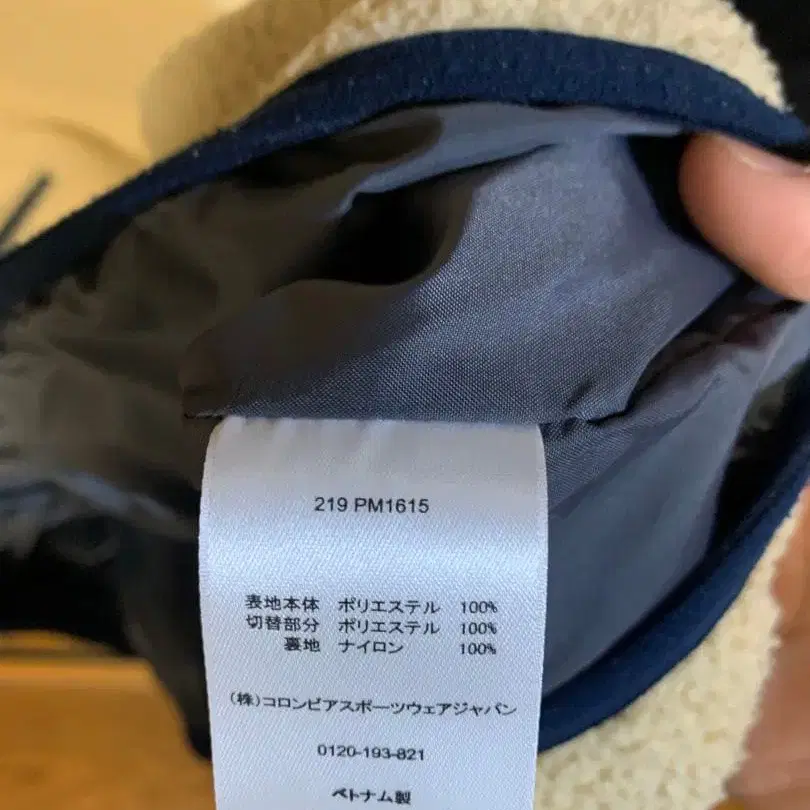 219 PM1615
表地本体 ポリエステル 100%
切替部分 ポリエステル 100%
裏地 ナイロン 100%
(株)コロンビアスポーツウェアジャパン
0120-193-821
ベトナム製